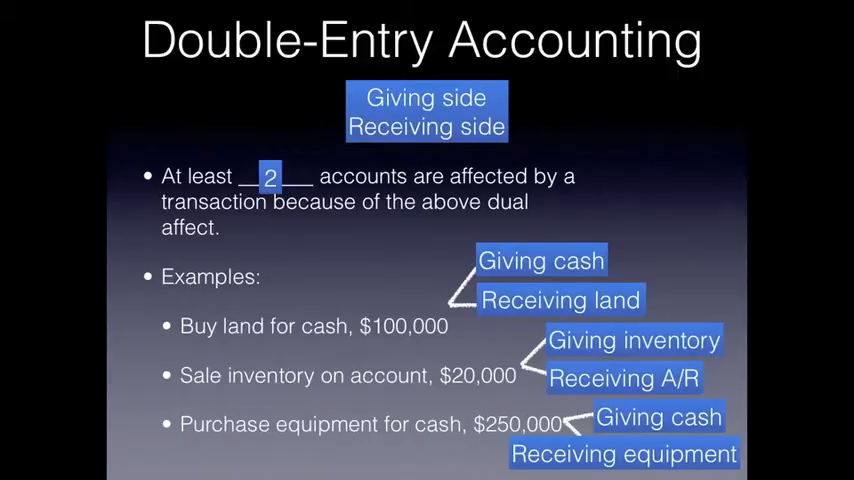 Double-Entry Accounting
Giving side
Receiving side
• At least __2___ accounts are affected by a
transaction because of the above dual
affect.
• Examples:
Giving cash
Receiving land
• Buy land for cash, $100,000
Giving inventory
• Sale inventory on account, $20,000
Receiving A/R
Giving cash
• Purchase equipment for cash, $250,000
Receiving equipment